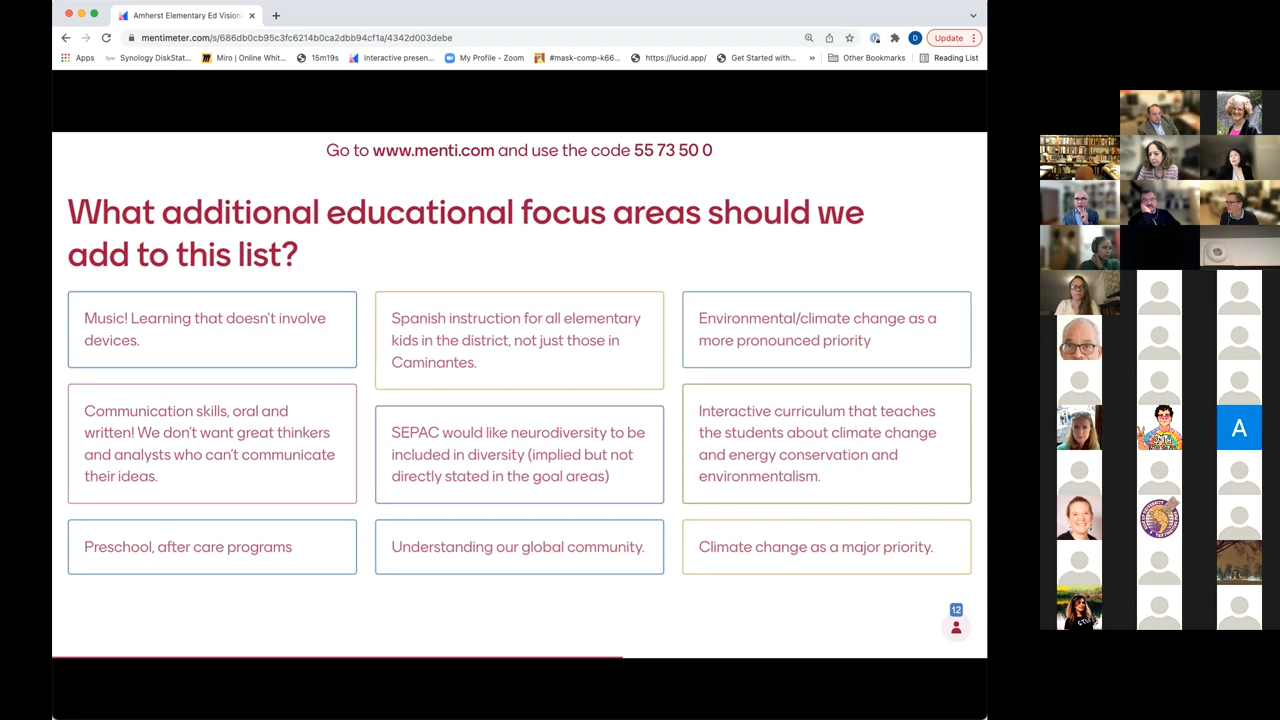 Amherst Elementary Ed Vision
mentimeter.com/s/686db0cb95c3fc6214b0ca2dbb94cf1a/4342d003debe
D
Update
Apps
Synology DiskStat...
Miro | Online Whit...
15m19s
Interactive presen...
My Profile - Zoom
#mask-comp-k66...
https://lucid.app/
Get Started with...
»
Other Bookmarks
Reading List
Go to www.menti.com and use the code 55 73 50 0
What additional educational focus areas should we
add to this list?
Music! Learning that doesn't involve
devices.
Spanish instruction for all elementary
kids in the district, not just those in
Caminantes.
Environmental/climate change as a
more pronounced priority
Communication skills, oral and
written! We don't want great thinkers
and analysts who can't communicate
their ideas.
SEPAC would like neurodiversity to be
included in diversity (implied but not
directly stated in the goal areas)
Interactive curriculum that teaches
the students about climate change
and energy conservation and
environmentalism.
Preschool, after care programs
Understanding our global community.
Climate change as a major priority.
12
A